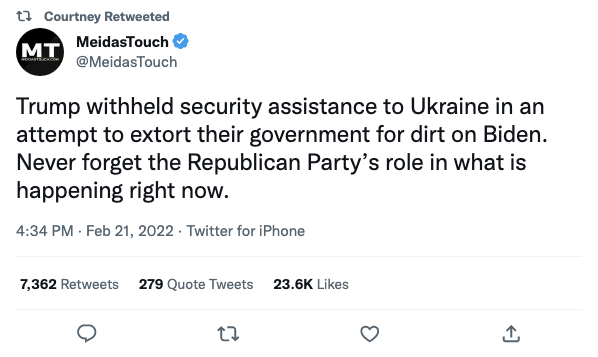 Courtney Retweeted
MT
MEIDASTOUCH.COM
MeidasTouch
@MeidasTouch
Trump withheld security assistance to Ukraine in an
attempt to extort their government for dirt on Biden.
Never forget the Republican Party’s role in what is
happening right now.
4:34 PM · Feb 21, 2022 · Twitter for iPhone
7,362 Retweets 279 Quote Tweets 23.6K Likes